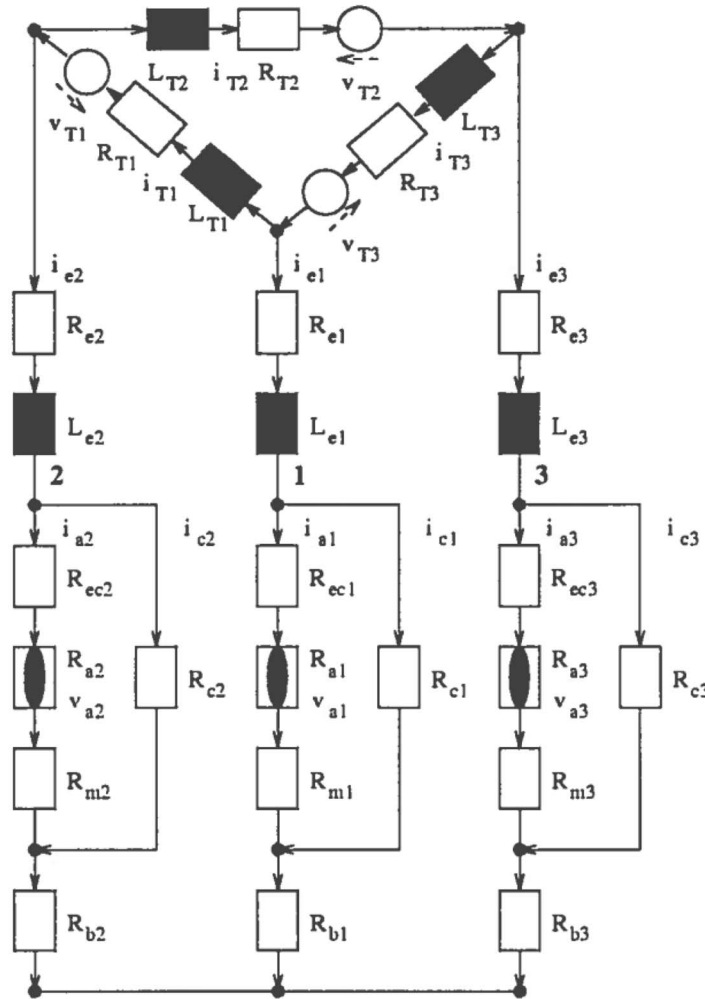 L_T2 i_T2 R_T2 v_T2
v_T1 R_T1 i_T1 L_T1
L_T3 i_T3 R_T3 v_T3
i_e2 i_e1 i_e3
R_e2 R_e1 R_e3
L_e2 L_e1 L_e3
2 1 3
i_a2 i_c2 i_a1 i_c1 i_a3 i_c3
R_ec2 R_ec1 R_ec3
R_a2 R_a1 R_a3
R_c2 R_c1 R_c3
v_a2 v_a1 v_a3
R_m2 R_m1 R_m3
R_b2 R_b1 R_b3